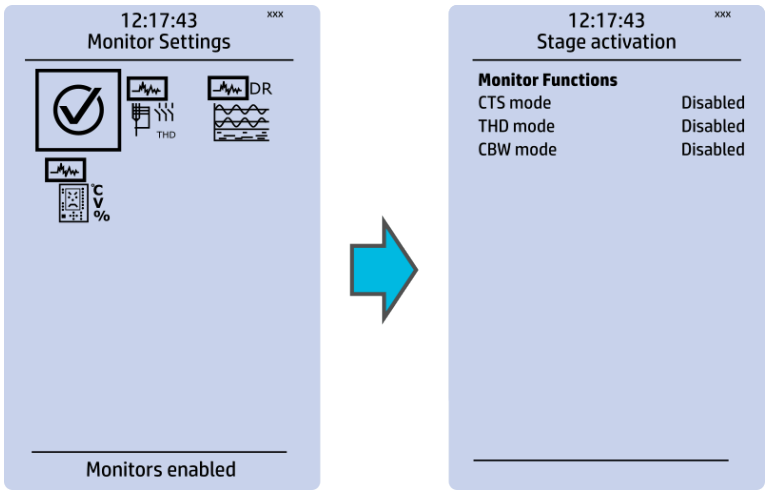 12:17:43 xxx
Monitor Settings
DR
THD
°C
V
%
Monitors enabled
12:17:43 xxx
Stage activation
Monitor Functions
CTS mode Disabled
THD mode Disabled
CBW mode Disabled